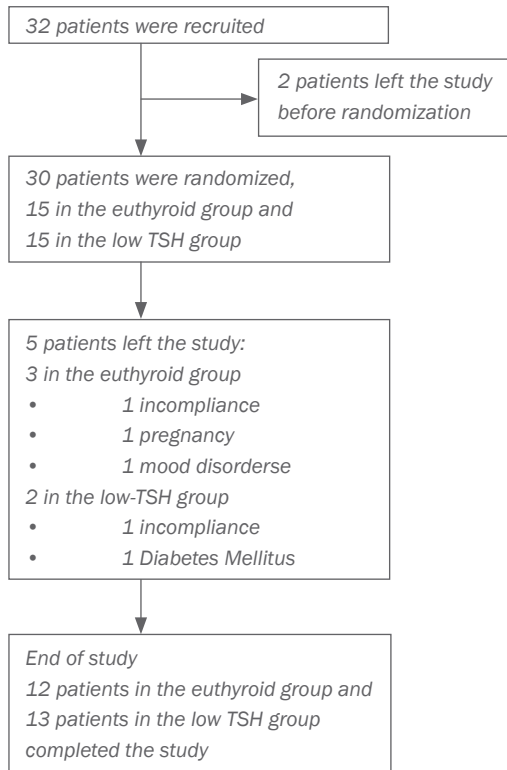 32 patients were recruited
2 patients left the study
before randomization
30 patients were randomized,
15 in the euthyroid group and
15 in the low TSH group
5 patients left the study:
3 in the euthyroid group
• 1 incompliance
• 1 pregnancy
• 1 mood disorderse
2 in the low-TSH group
• 1 incompliance
• 1 Diabetes Mellitus
End of study
12 patients in the euthyroid group and
13 patients in the low TSH group
completed the study